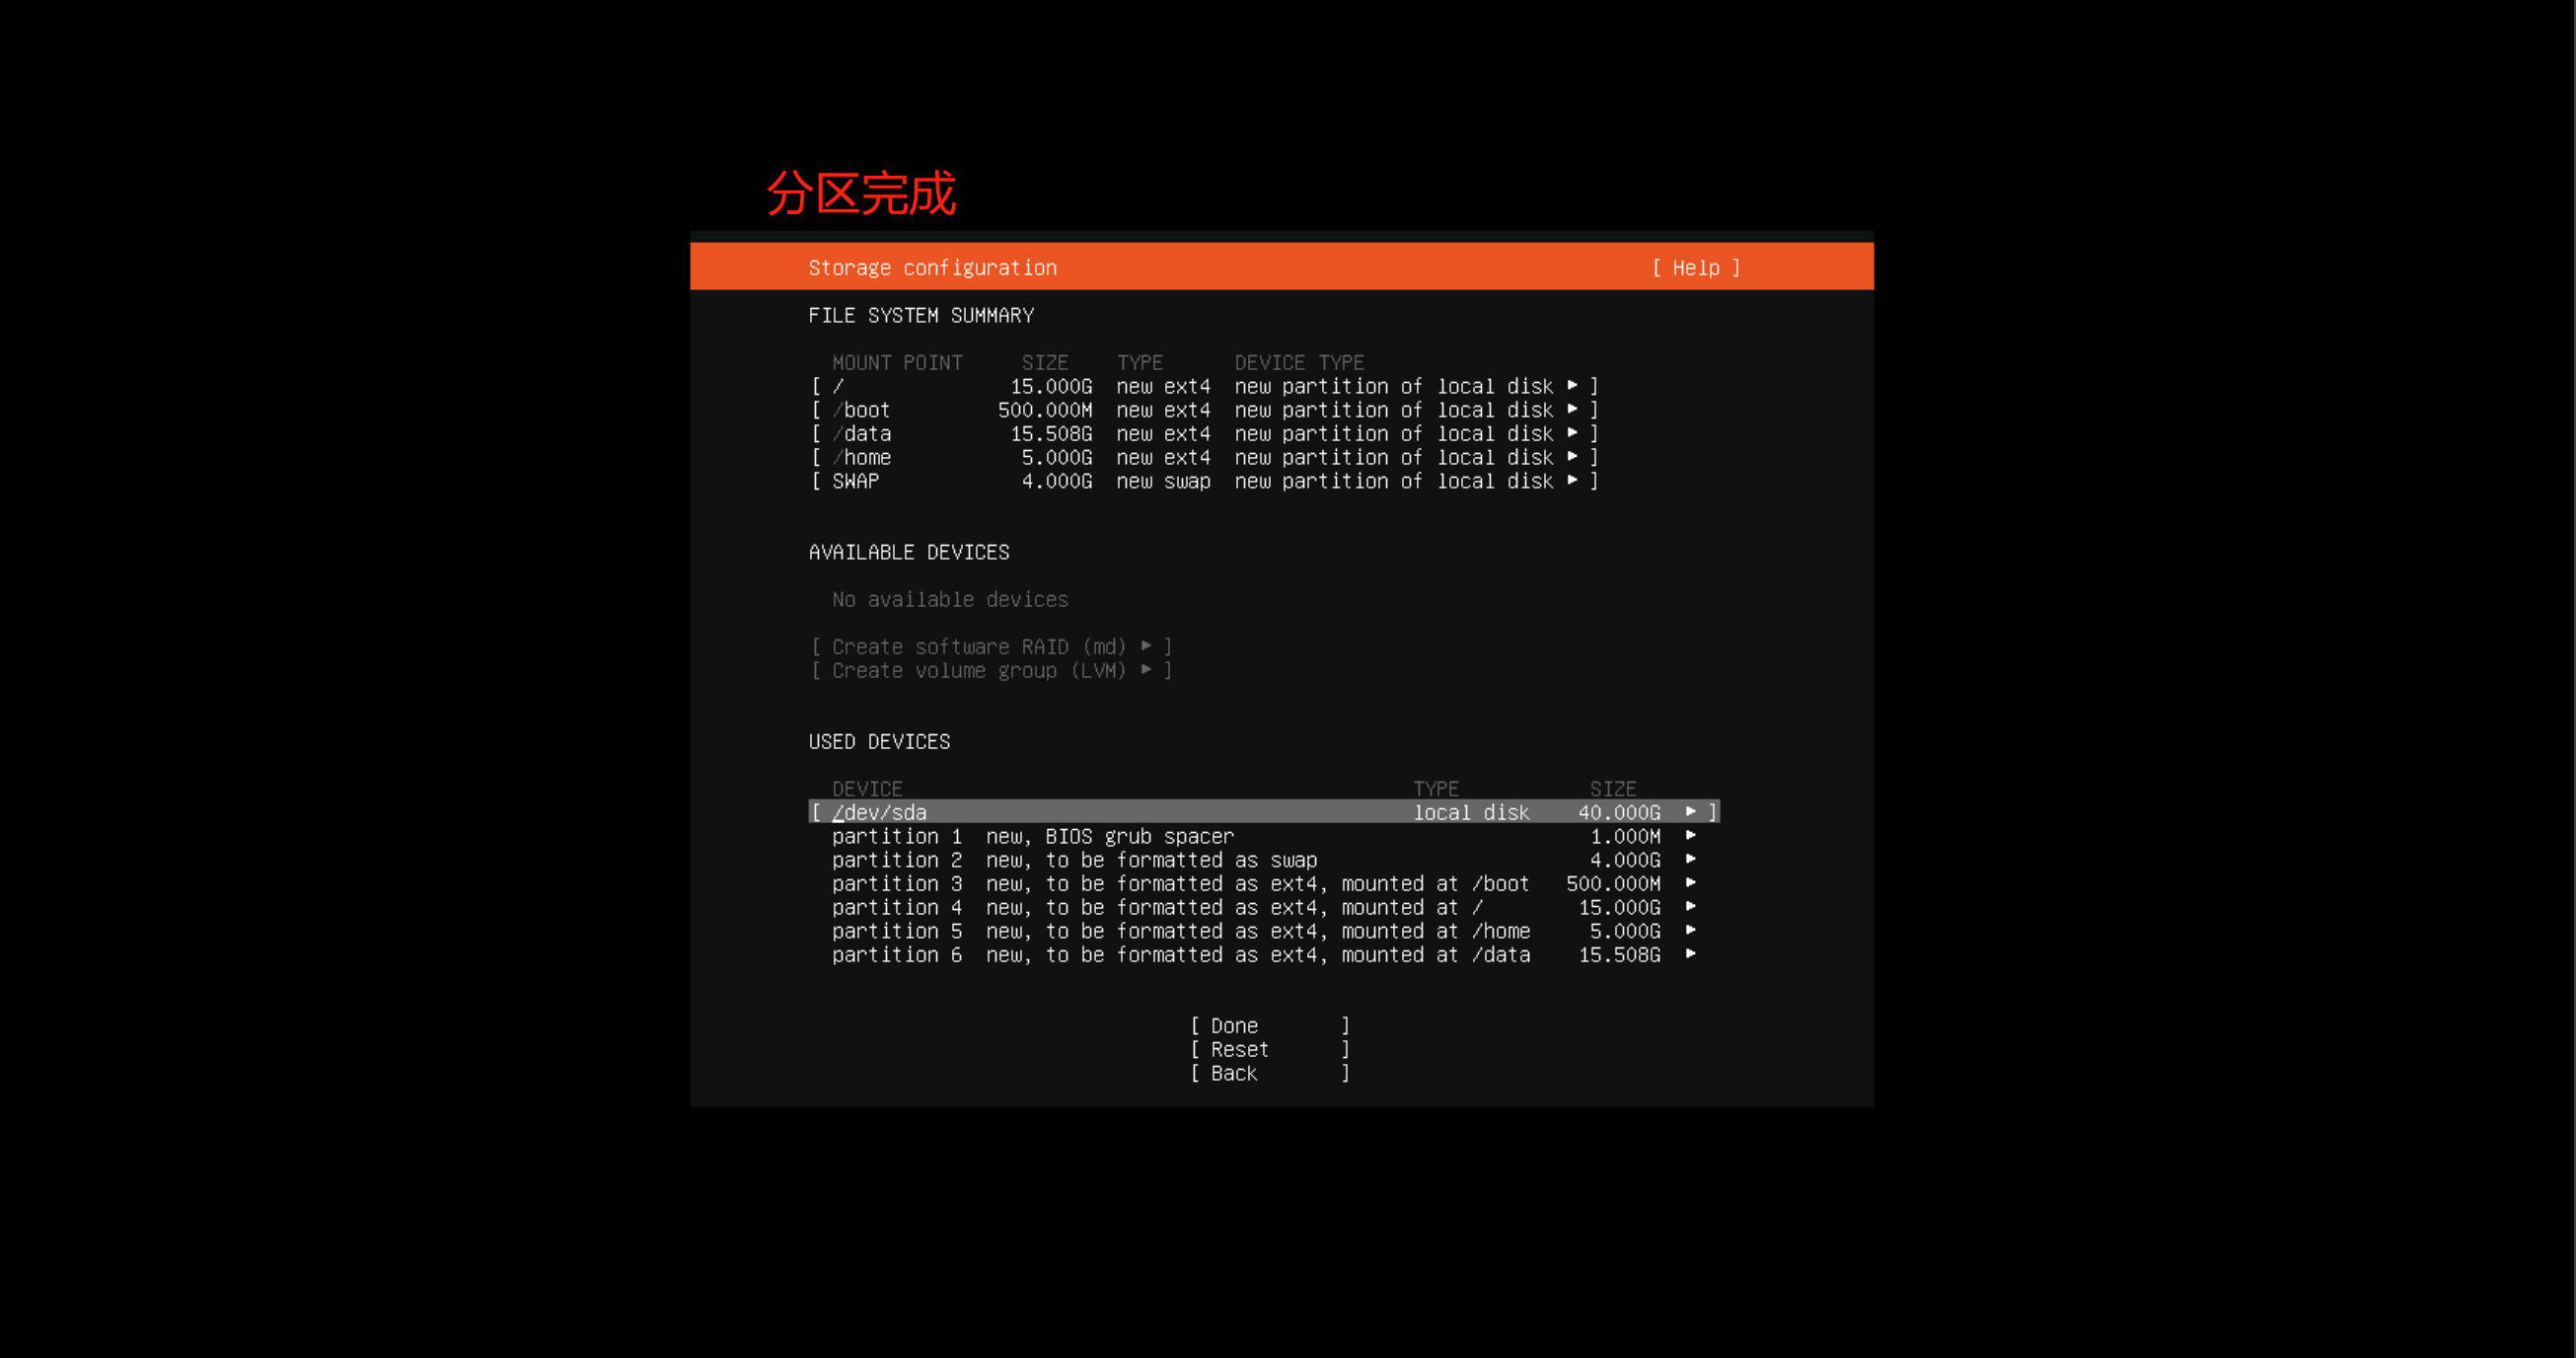 分区完成
Storage configuration [ Help ]
FILE SYSTEM SUMMARY
MOUNT POINT SIZE TYPE DEVICE TYPE
[ / 15.000G new ext4 new partition of local disk ▸ ]
[ /boot 500.000M new ext4 new partition of local disk ▸ ]
[ /data 15.508G new ext4 new partition of local disk ▸ ]
[ /home 5.000G new ext4 new partition of local disk ▸ ]
[ SWAP 4.000G new swap new partition of local disk ▸ ]
AVAILABLE DEVICES
No available devices
[ Create software RAID (md) ▸ ]
[ Create volume group (LVM) ▸ ]
USED DEVICES
DEVICE TYPE SIZE
[ /dev/sda local disk 40.000G ▸ ]
partition 1 new, BIOS grub spacer 1.000M ▸
partition 2 new, to be formatted as swap 4.000G ▸
partition 3 new, to be formatted as ext4, mounted at /boot 500.000M ▸
partition 4 new, to be formatted as ext4, mounted at / 15.000G ▸
partition 5 new, to be formatted as ext4, mounted at /home 5.000G ▸
partition 6 new, to be formatted as ext4, mounted at /data 15.508G ▸
[ Done ]
[ Reset ]
[ Back ]